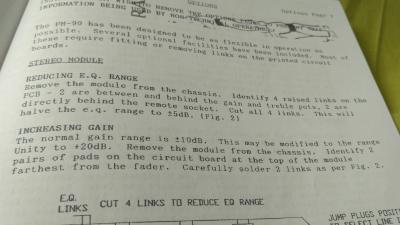 OPTIONS
Options Page 1
INFORMATION BEING
REMOVE THE OPTIONS
The PM-90 has been designed to be as flexible in operation as
possible. Several optional facilities have been included. Most of
these require fitting or removing links on the printed circuit
boards.
STEREO MODULE
REDUCING E.Q. RANGE
Remove the module from the chassis. Identify 4 raised links on the
PCB - 2 are between and behind the gain and treble pots, 2 are
directly behind the remote socket. Cut all 4 links. This will
halve the e.q. range to ±5dB. (Fig. 2)
INCREASING GAIN
The normal gain range is ±10dB. This may be modified to the range
Unity to +20dB. Remove the module from the chassis. Identify 2
pairs of pads on the circuit board at the top of the module
farthest from the fader. Carefully solder 2 links as per Fig. 2.
E.Q.
LINKS CUT 4 LINKS TO REDUCE EQ RANGE
JUMP PLUGS
TO SELECT LINE